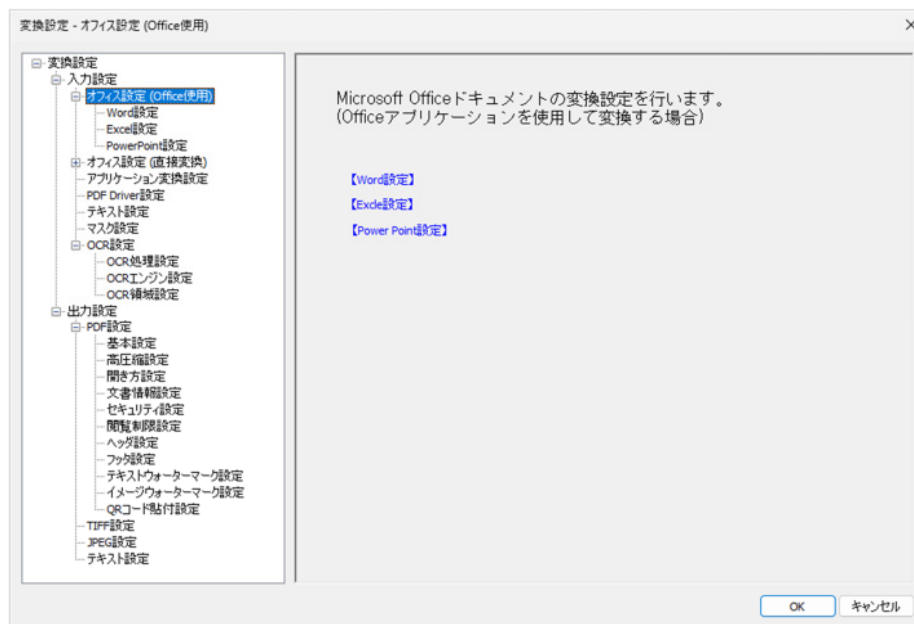 変換設定 - オフィス設定 (Office使用)
変換設定
入力設定
オフィス設定 (Office使用)
Word設定
Excel設定
PowerPoint設定
オフィス設定 (直接変換)
アプリケーション変換設定
PDF Driver設定
テキスト設定
マスク設定
OCR設定
OCR処理設定
OCRエンジン設定
OCR領域設定
出力設定
PDF設定
基本設定
高圧縮設定
開き方設定
文書情報設定
セキュリティ設定
閲覧制限設定
ヘッダ設定
フッタ設定
テキストウォーターマーク設定
イメージウォーターマーク設定
QRコード貼付設定
TIFF設定
JPEG設定
テキスト設定
Microsoft Officeドキュメントの変換設定を行います。
(Officeアプリケーションを使用して変換する場合)
【Word設定】
【Excle設定】
【Power Point設定】
OK
キャンセル